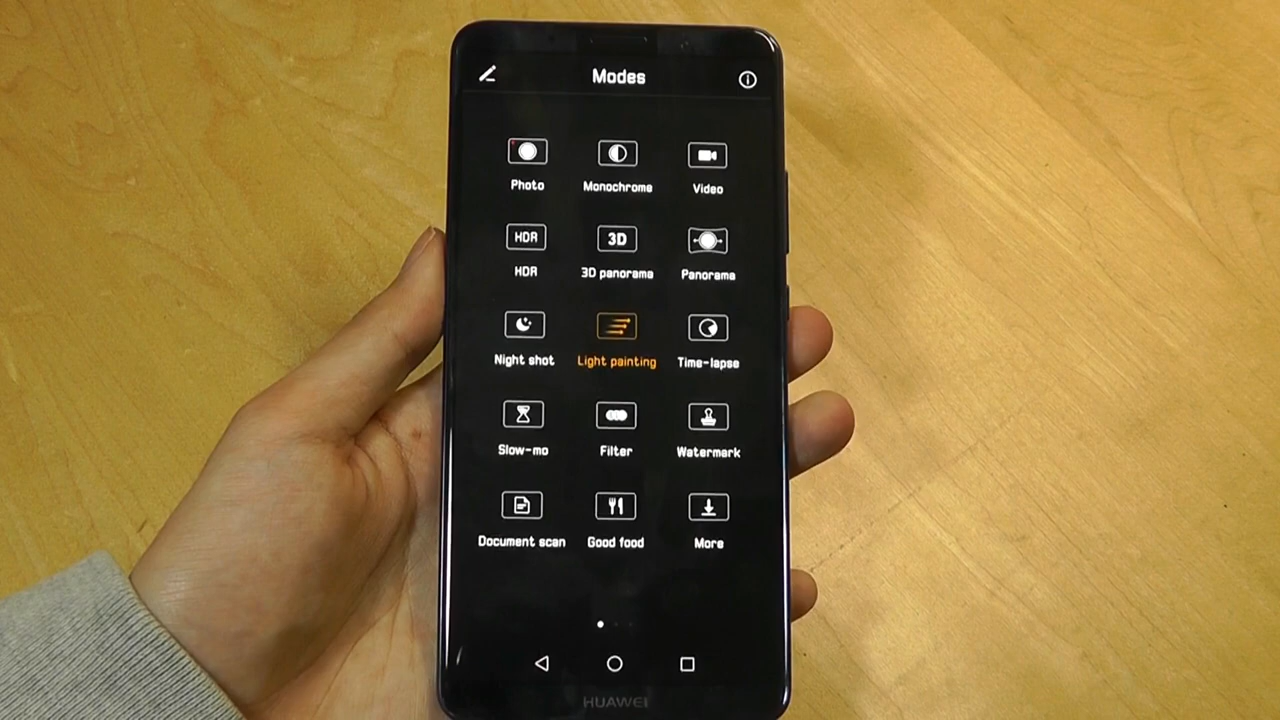 Modes
Photo
Monochrome
Video
HDR
3D
HDR
3D panorama
Panorama
Night shot
Light painting
Time-lapse
Slow-mo
Filter
Watermark
Document scan
Good food
More
HUAWEI